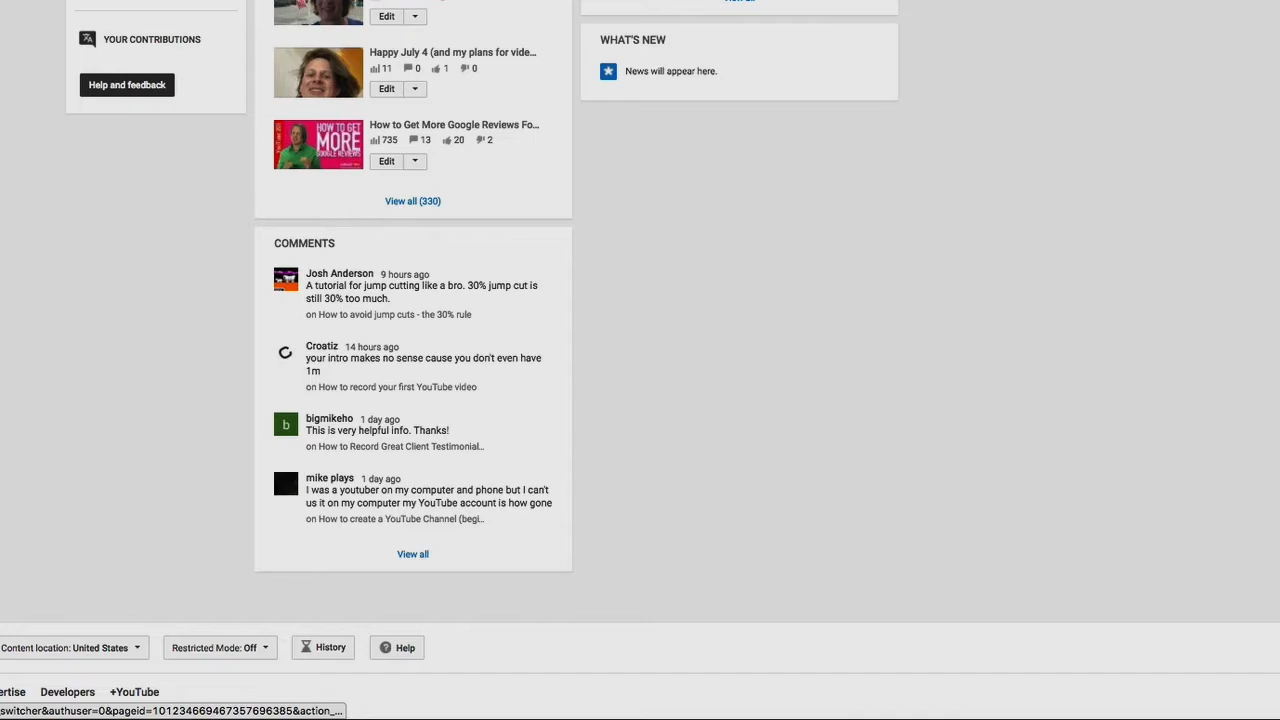 View all
Edit
YOUR CONTRIBUTIONS
Help and feedback
Happy July 4 (and my plans for vide...
11 0 1 0
Edit
HOW TO GET
MORE
GOOGLE REVIEWS
How to Get More Google Reviews Fo...
735 13 20 2
Edit
View all (330)
WHAT'S NEW
News will appear here.
COMMENTS
Josh Anderson 9 hours ago
A tutorial for jump cutting like a bro. 30% jump cut is
still 30% too much.
on How to avoid jump cuts - the 30% rule
Croatiz 14 hours ago
your intro makes no sense cause you don't even have
1m
on How to record your first YouTube video
b
bigmikeho 1 day ago
This is very helpful info. Thanks!
on How to Record Great Client Testimonial...
mike plays 1 day ago
I was a youtuber on my computer and phone but I can't
us it on my computer my YouTube account is how gone
on How to create a YouTube Channel (begi...
View all
Content location: United States
Restricted Mode: Off
History
Help
ertise Developers +YouTube
switcher&authuser=0&pageid=101234669467357696385&action_...